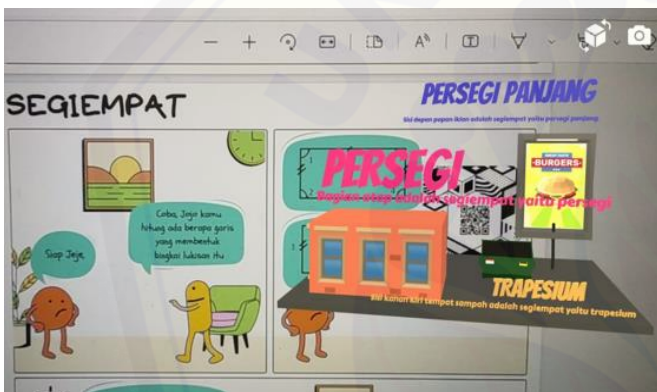 SEGIEMPAT
PERSEGI PANJANG
Sisi depan papan iklan adalah segiempat yaitu persegi panjang
PERSEGI
Bagian atap adalah segiempat yaitu persegi
BURGERS
Coba, Jojo kamu
hitung ada berapa garis
yang membentuk
bingkai lukisan itu
Siap Jeje,
TRAPESIUM
Sisi kanan kiri tempat sampah adalah segiempat yaitu trapesium